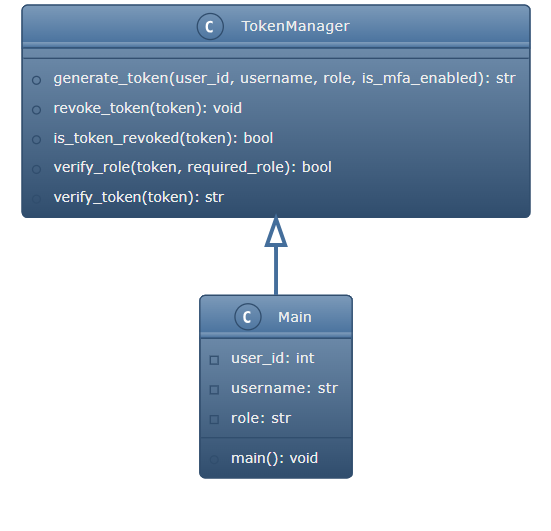 C TokenManager
generate_token(user_id, username, role, is_mfa_enabled): str
revoke_token(token): void
is_token_revoked(token): bool
verify_role(token, required_role): bool
verify_token(token): str
C Main
user_id: int
username: str
role: str
main(): void